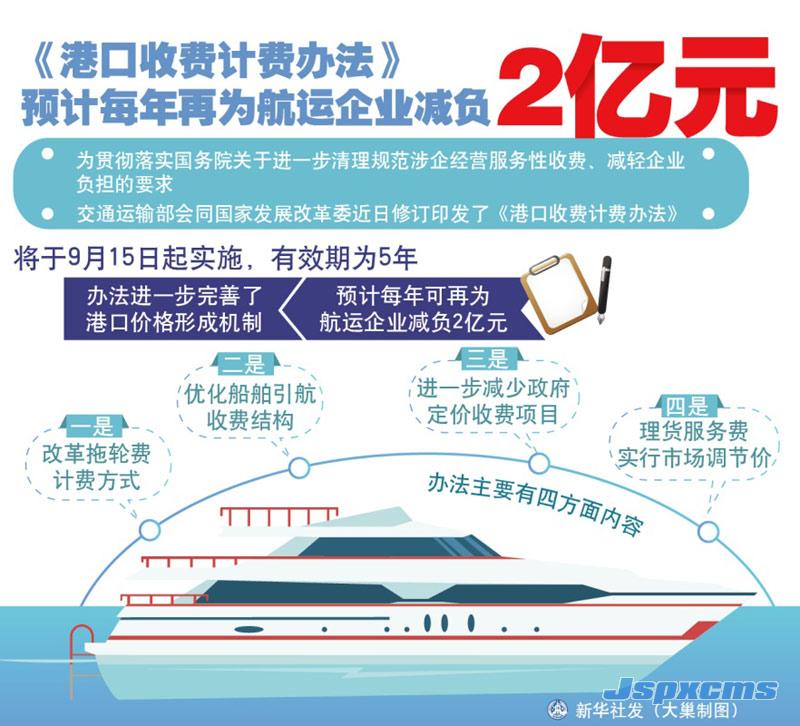 《港口收费计费办法》
预计每年再为航运企业减负2亿元
为贯彻落实国务院关于进一步清理规范涉企经营服务性收费、减轻企业
负担的要求
交通运输部会同国家发展改革委近日修订印发了《港口收费计费办法》
将于9月15日起实施，有效期为5年
办法进一步完善了
港口价格形成机制
预计每年可再为
航运企业减负2亿元
一是
改革拖轮费
计费方式
二是
优化船舶引航
收费结构
三是
进一步减少政府
定价收费项目
四是
理货服务费
实行市场调节价
办法主要有四方面内容
Jspxcms
新华社发（大巢制图）